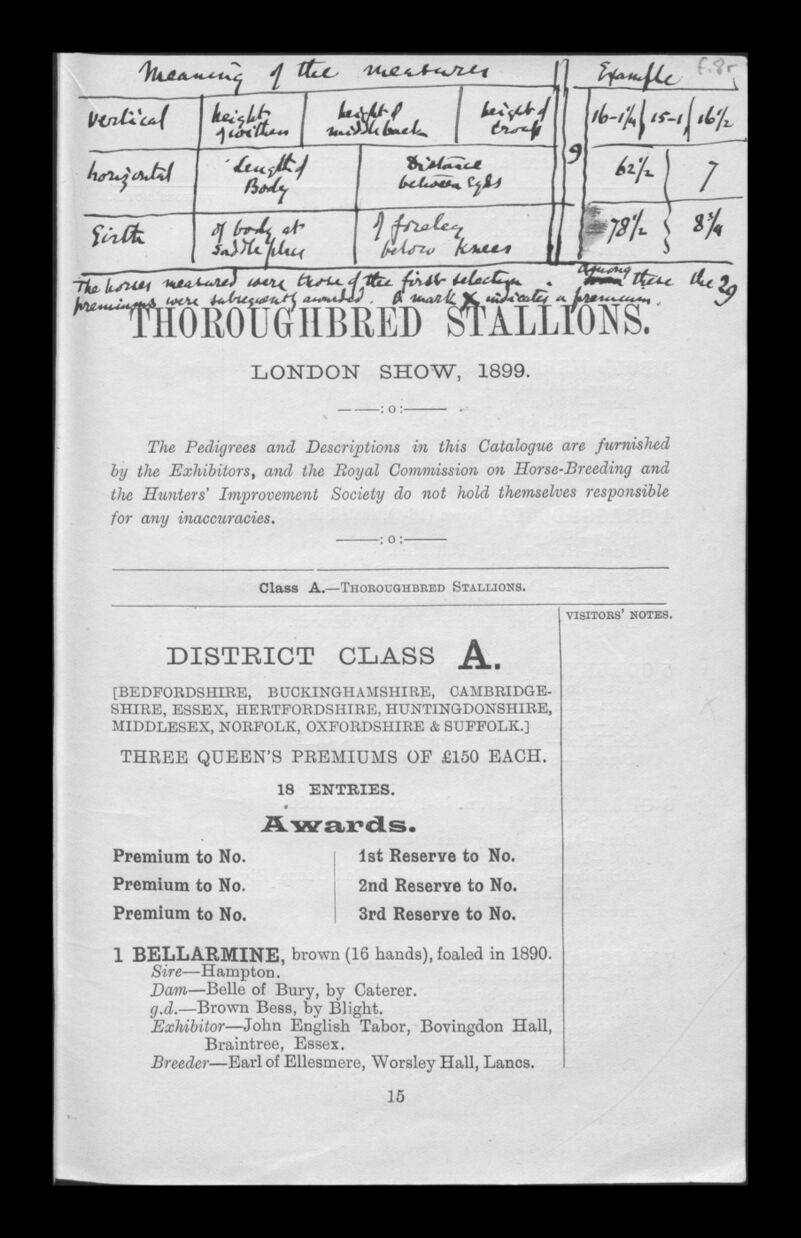 Meaning of the measures Example f.8r
vertical height of withers height of middle back height of croup 16-1¼ 15-1 16½
horizontal Length of Body Distance between Eyes 9 62½ 7
Girth of body at saddle place of foreleg below knees 78½ 8¾
The horses measured were those of the first selection. among these the 29
premiums were subsequently awarded. A mark X indicates a premium.
THOROUGHBRED STALLIONS.
LONDON SHOW, 1899.
——: o :——
The Pedigrees and Descriptions in this Catalogue are furnished
by the Exhibitors, and the Royal Commission on Horse-Breeding and
the Hunters' Improvement Society do not hold themselves responsible
for any inaccuracies.
——: o :——
Class A.—THOROUGHBRED STALLIONS.
VISITORS' NOTES.
DISTRICT CLASS A.
[BEDFORDSHIRE, BUCKINGHAMSHIRE, CAMBRIDGE-
SHIRE, ESSEX, HERTFORDSHIRE, HUNTINGDONSHIRE,
MIDDLESEX, NORFOLK, OXFORDSHIRE & SUFFOLK.]
THREE QUEEN'S PREMIUMS OF £150 EACH.
18 ENTRIES.
Awards.
Premium to No. 1st Reserve to No.
Premium to No. 2nd Reserve to No.
Premium to No. 3rd Reserve to No.
1 BELLARMINE, brown (16 hands), foaled in 1890.
Sire—Hampton.
Dam—Belle of Bury, by Caterer.
g.d.—Brown Bess, by Blight.
Exhibitor—John English Tabor, Bovingdon Hall,
Braintree, Essex.
Breeder—Earl of Ellesmere, Worsley Hall, Lancs.
15